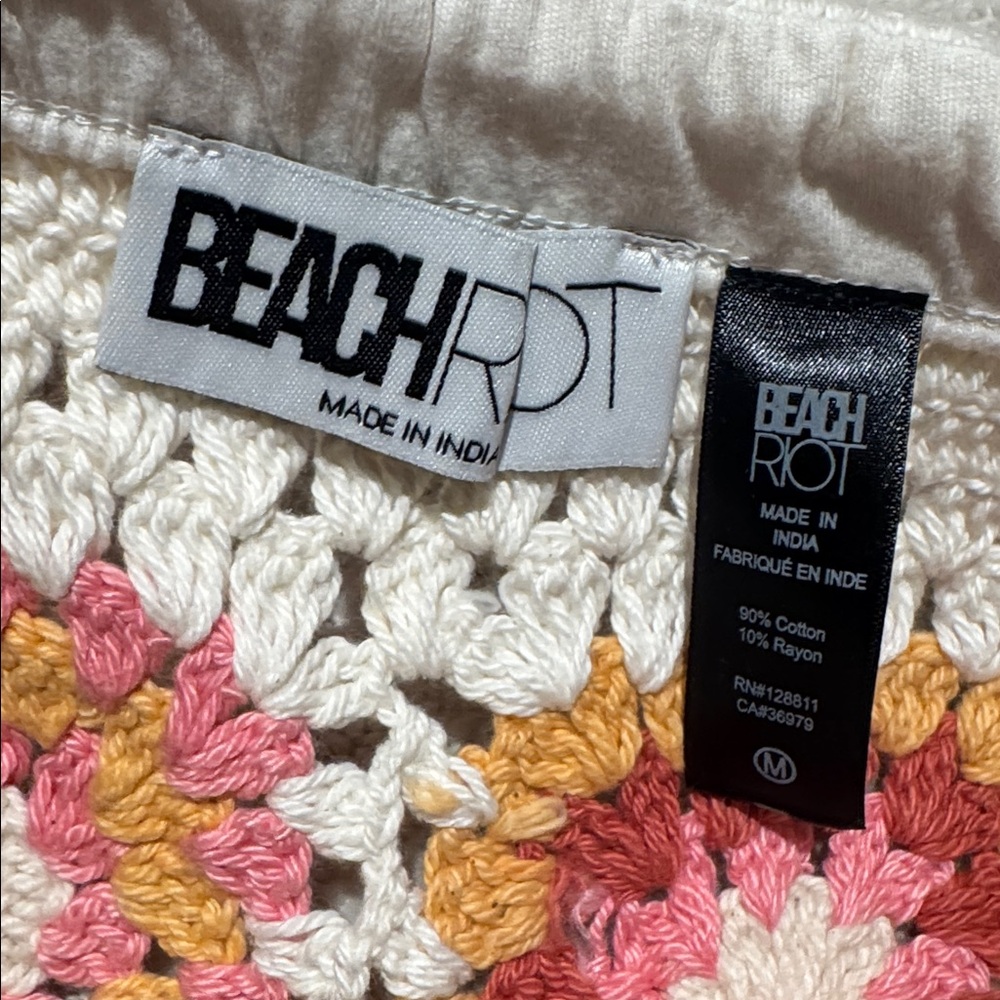 BEACHRIOT
MADE IN INDIA
BEACH
RIOT
MADE IN
INDIA
FABRIQUÉ EN INDE
90% Cotton
10% Rayon
RN#128811
CA#36979
M